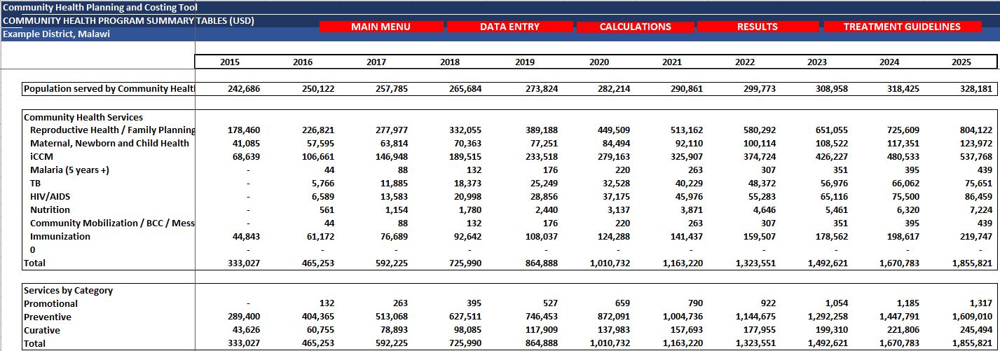 Community Health Planning and Costing Tool
COMMUNITY HEALTH PROGRAM SUMMARY TABLES (USD)
MAIN MENU DATA ENTRY CALCULATIONS RESULTS TREATMENT GUIDELINES
Example District, Malawi
2015 2016 2017 2018 2019 2020 2021 2022 2023 2024 2025
Population served by Community Healt 242,686 250,122 257,785 265,684 273,824 282,214 290,861 299,773 308,958 318,425 328,181
Community Health Services
Reproductive Health / Family Planning 178,460 226,821 277,977 332,055 389,188 449,509 513,162 580,292 651,055 725,609 804,122
Maternal, Newborn and Child Health 41,085 57,595 63,814 70,363 77,251 84,494 92,110 100,114 108,522 117,351 123,972
iCCM 68,639 106,661 146,948 189,515 233,518 279,163 325,907 374,724 426,227 480,533 537,768
Malaria (5 years +) - 44 88 132 176 220 263 307 351 395 439
TB - 5,766 11,885 18,373 25,249 32,528 40,229 48,372 56,976 66,062 75,651
HIV/AIDS - 6,589 13,583 20,998 28,856 37,175 45,976 55,283 65,116 75,500 86,459
Nutrition - 561 1,154 1,780 2,440 3,137 3,871 4,646 5,461 6,320 7,224
Community Mobilization / BCC / Mess - 44 88 132 176 220 263 307 351 395 439
Immunization 44,843 61,172 76,689 92,642 108,037 124,288 141,437 159,507 178,562 198,617 219,747
0 - - - - - - - - - - -
Total 333,027 465,253 592,225 725,990 864,888 1,010,732 1,163,220 1,323,551 1,492,621 1,670,783 1,855,821
Services by Category
Promotional - 132 263 395 527 659 790 922 1,054 1,185 1,317
Preventive 289,400 404,365 513,068 627,511 746,453 872,091 1,004,736 1,144,675 1,292,258 1,447,791 1,609,010
Curative 43,626 60,755 78,893 98,085 117,909 137,983 157,693 177,955 199,310 221,806 245,494
Total 333,027 465,253 592,225 725,990 864,888 1,010,732 1,163,220 1,323,551 1,492,621 1,670,783 1,855,821